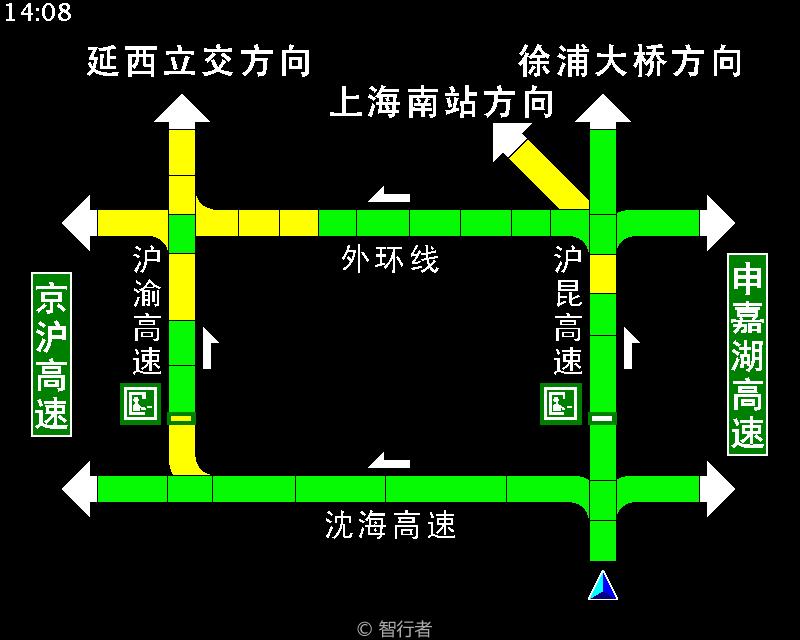 14:08
延西立交方向
徐浦大桥方向
上海南站方向
外环线
沪渝高速
沪昆高速
京沪高速
申嘉湖高速
沈海高速
© 智行者